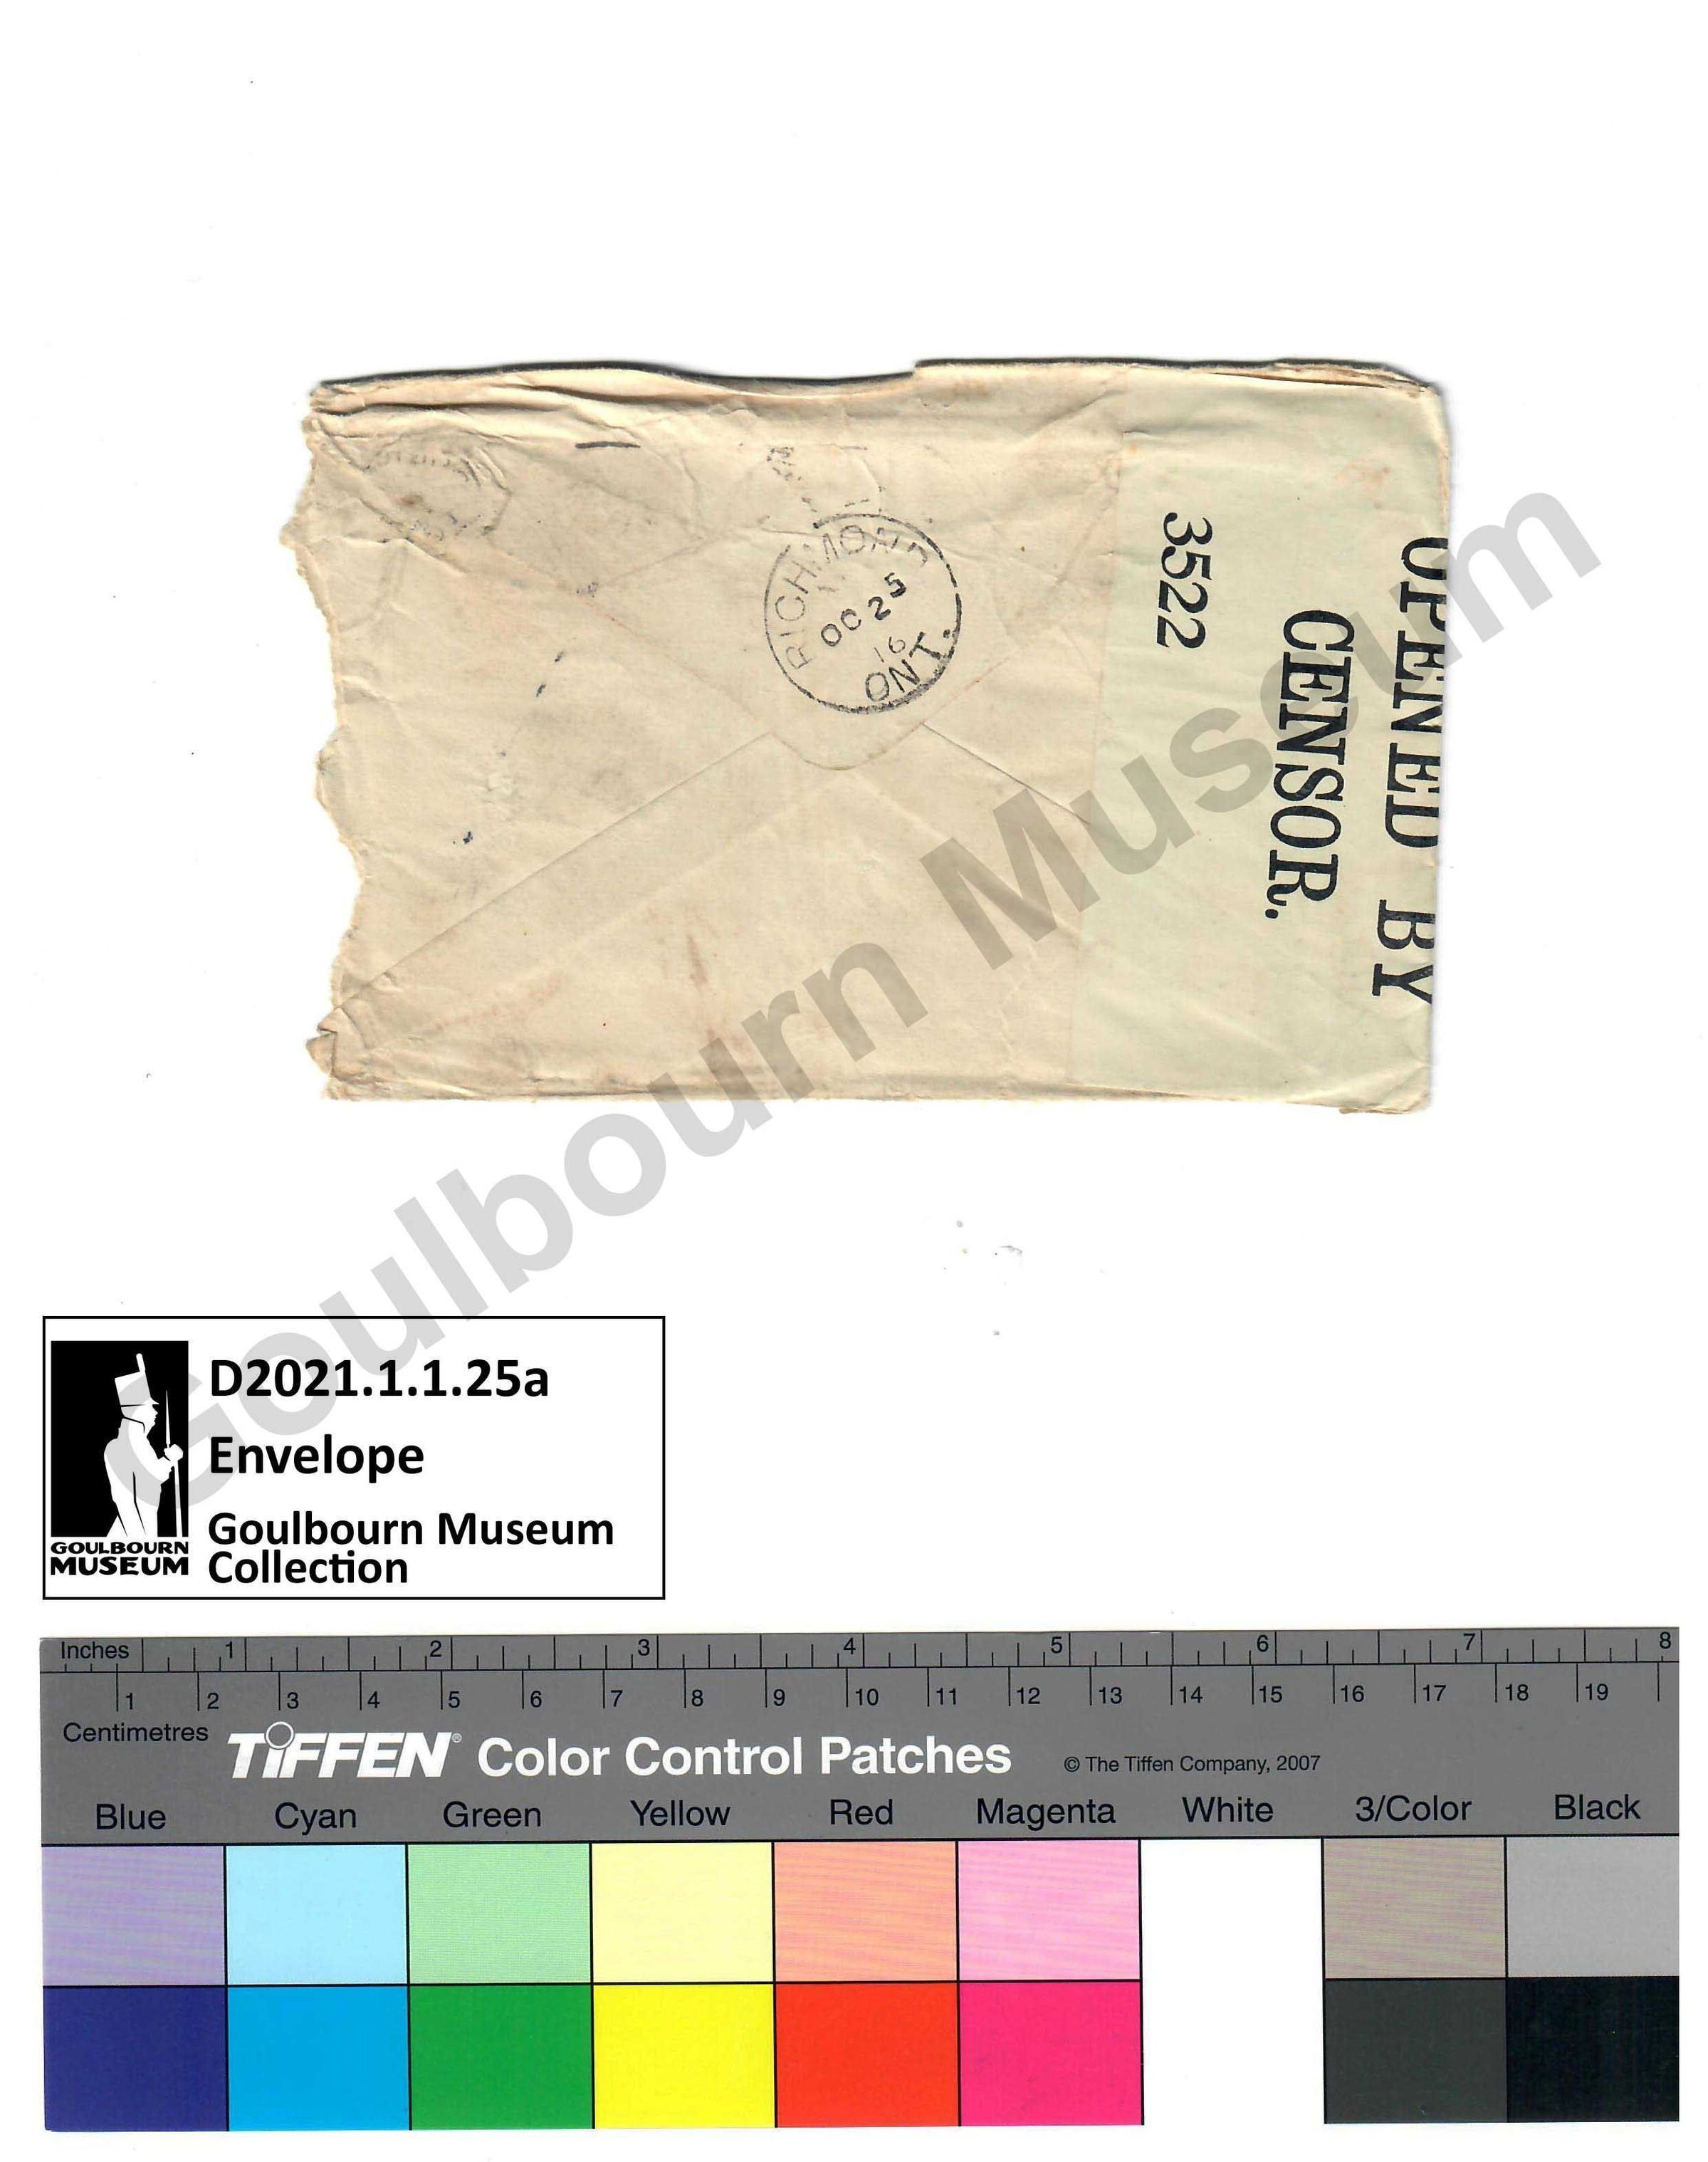 RICHMOND
OC 25
16
ONT.
3522
OPENED BY
CENSOR.
Goulbourn Museum
D2021.1.1.25a
Envelope
Goulbourn Museum
Collection
GOULBOURN
MUSEUM
Inches 1 2 3 4 5 6 7 8
1 2 3 4 5 6 7 8 9 10 11 12 13 14 15 16 17 18 19
Centimetres
TIFFEN® Color Control Patches © The Tiffen Company, 2007
Blue Cyan Green Yellow Red Magenta White 3/Color Black